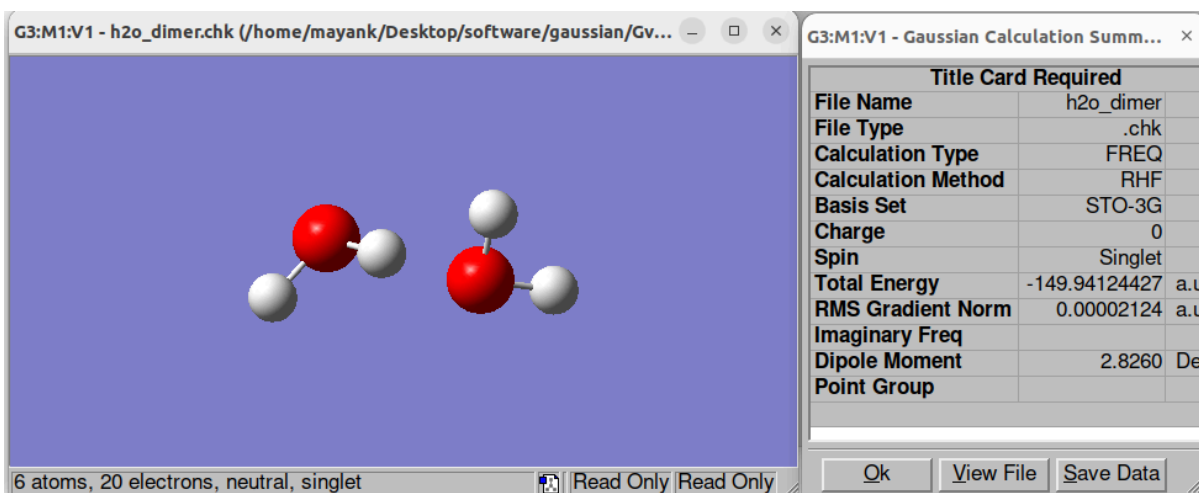 G3:M1:V1 - h2o_dimer.chk (/home/mayank/Desktop/software/gaussian/Gv...
6 atoms, 20 electrons, neutral, singlet
Read Only
Read Only
G3:M1:V1 - Gaussian Calculation Summ...
Title Card Required
File Name h2o_dimer
File Type .chk
Calculation Type FREQ
Calculation Method RHF
Basis Set STO-3G
Charge 0
Spin Singlet
Total Energy -149.94124427 a.u
RMS Gradient Norm 0.00002124 a.u
Imaginary Freq
Dipole Moment 2.8260 De
Point Group
Ok View File Save Data